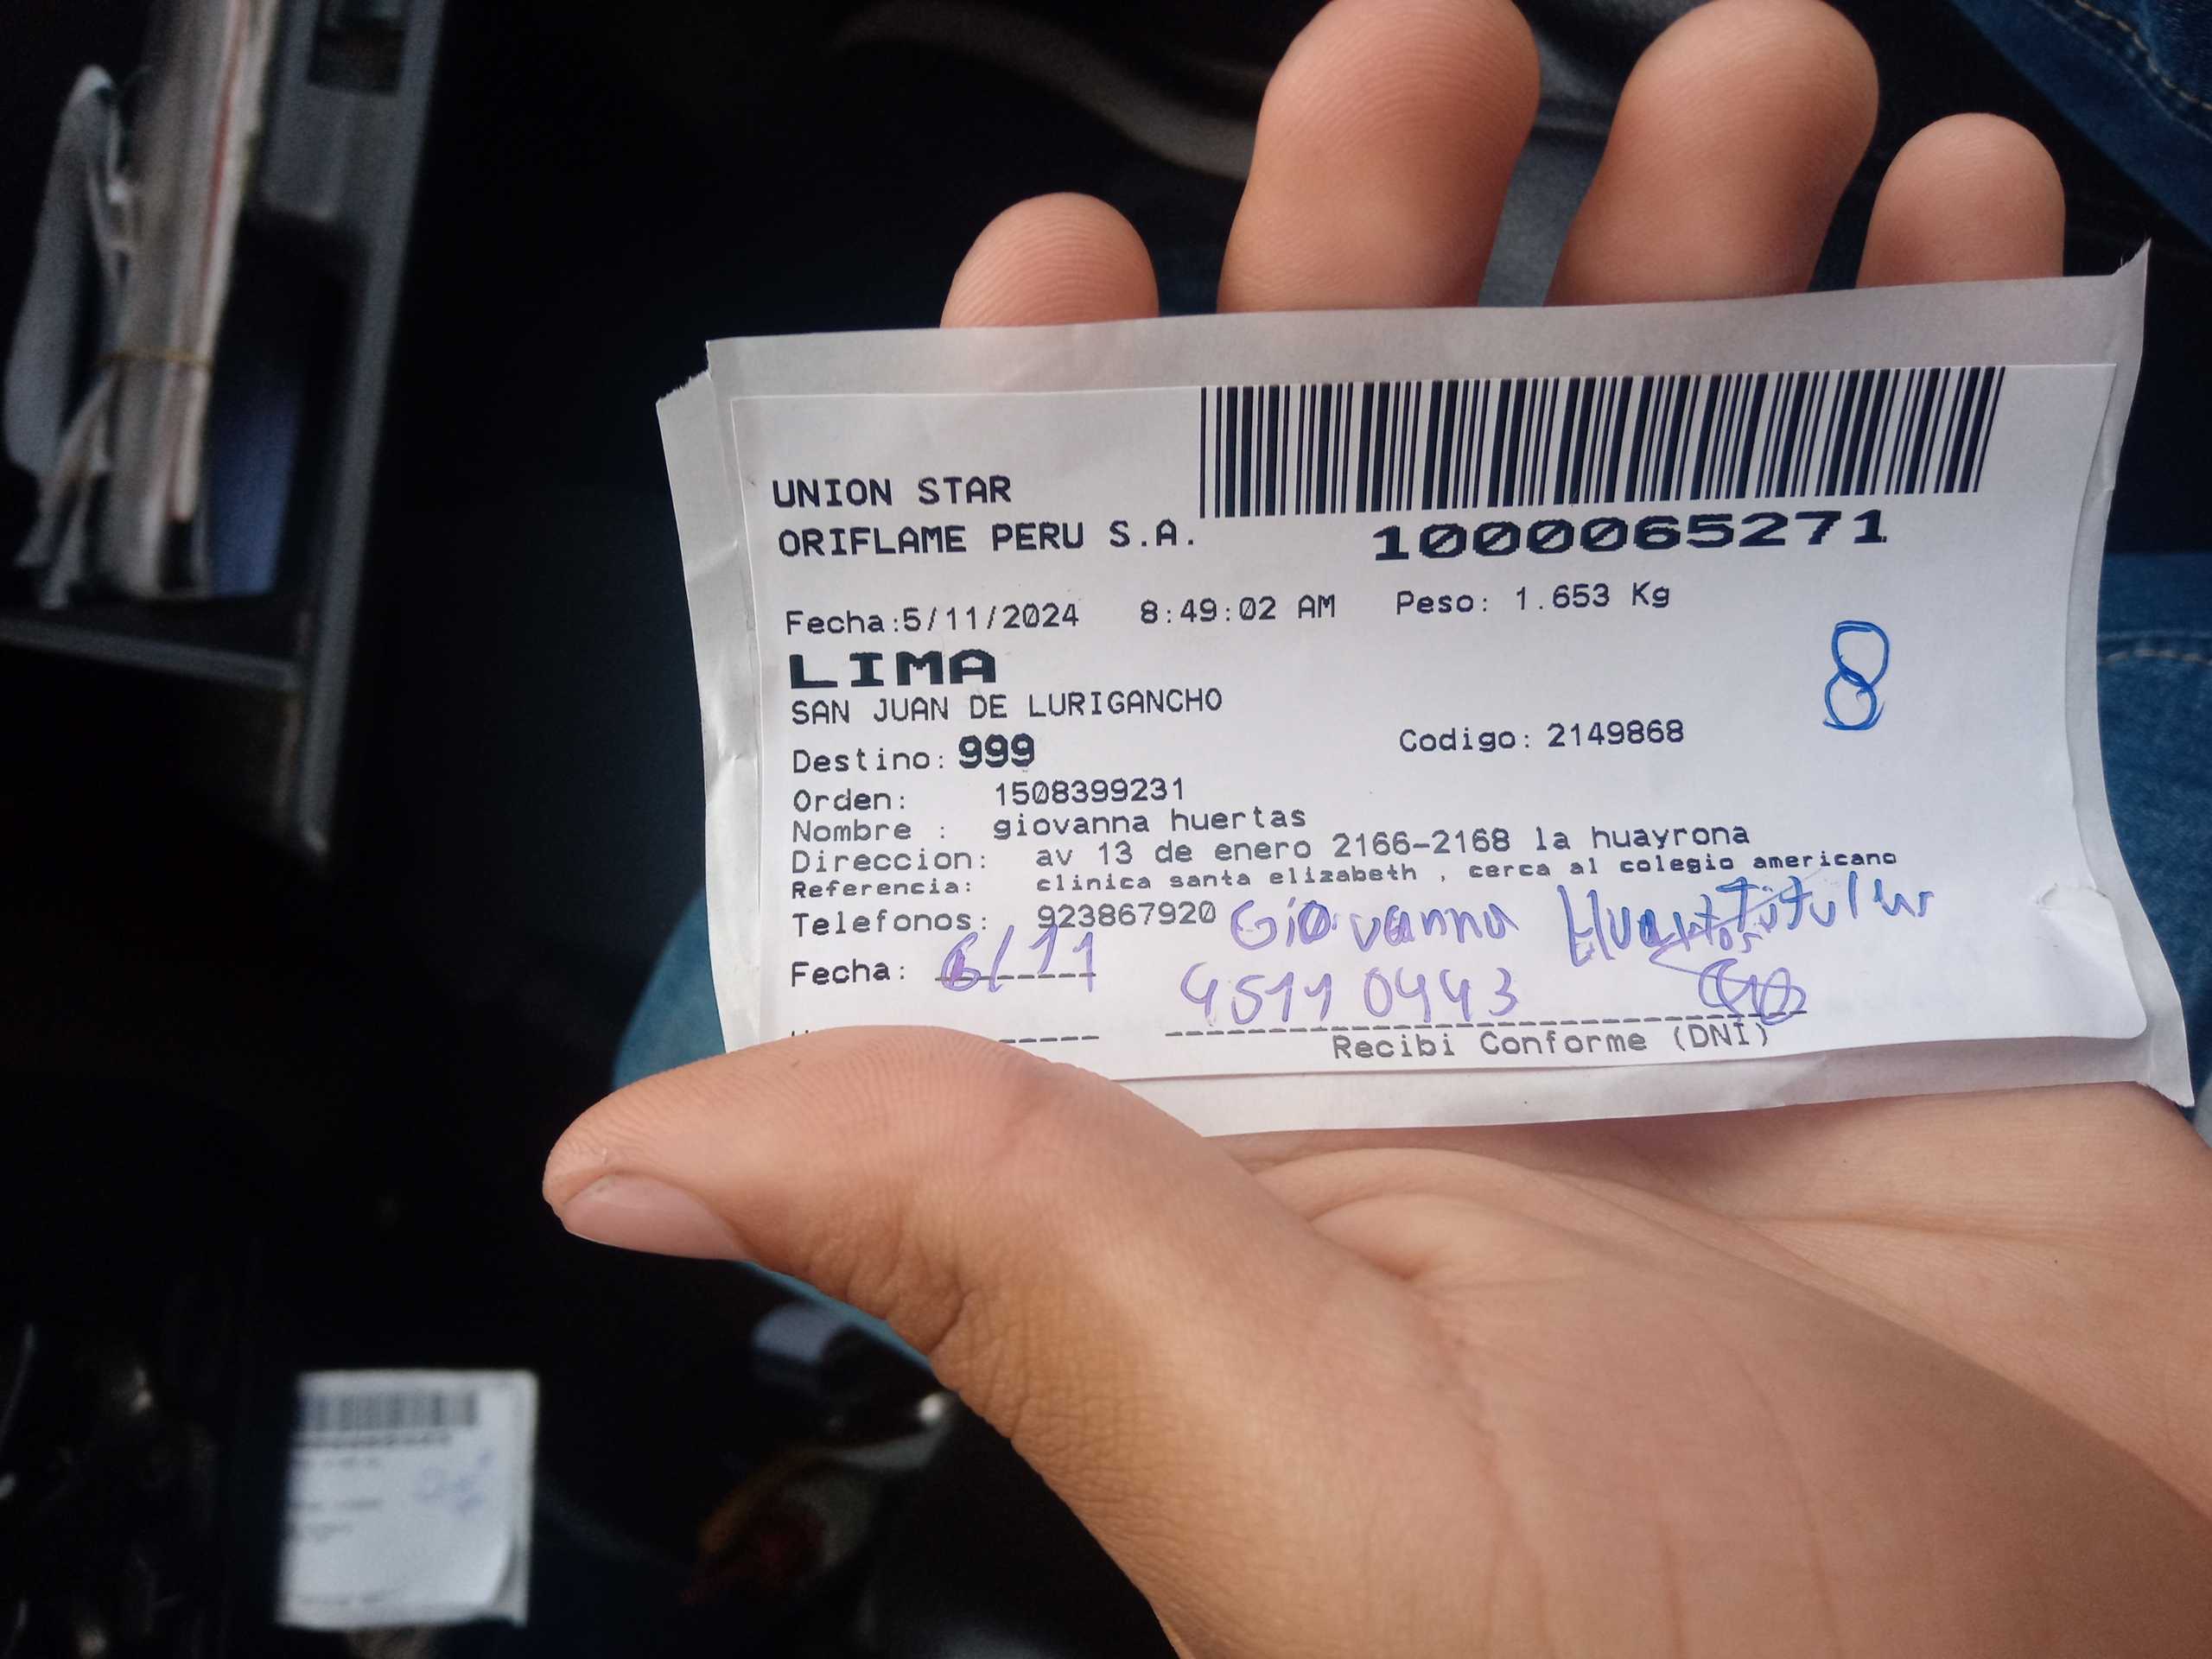 UNION STAR
ORIFLAME PERU S.A.
1000065271
Fecha:5/11/2024 8:49:02 AM Peso: 1.653 Kg
LIMA
8
SAN JUAN DE LURIGANCHO
Destino: 999 Codigo: 2149868
Orden: 1508399231
Nombre : giovanna huertas
Direccion: av 13 de enero 2166-2168 la huayrona
Referencia: clinica santa elizabeth , cerca al colegio americano
Telefonos: 923867920 Giovanna
Fecha: 6/11 45110443
Recibi Conforme (DNI)